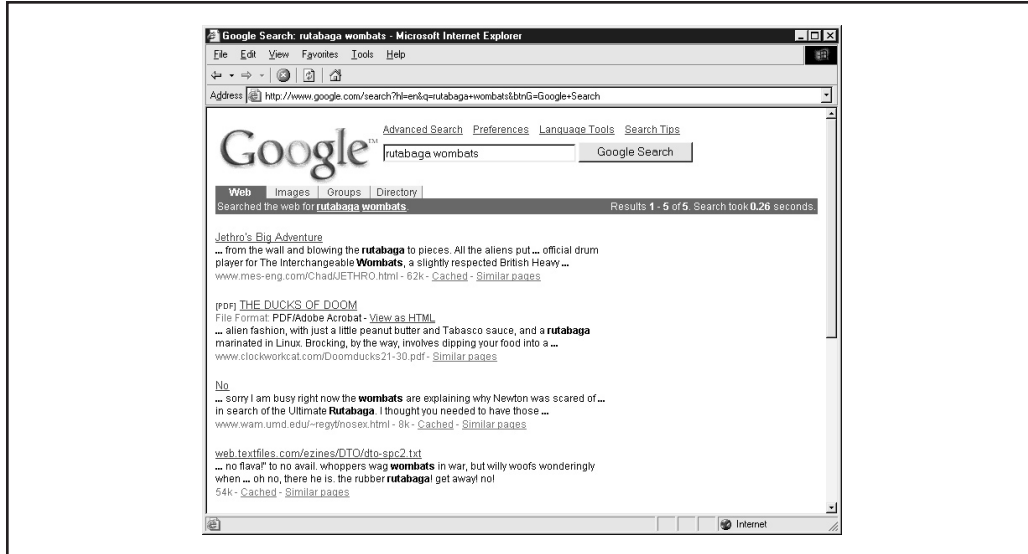 Google Search: rutabaga wombats - Microsoft Internet Explorer
File Edit View Favorites Tools Help
Address http://www.google.com/search?hl=en&q=rutabaga+wombats&btnG=Google+Search
Advanced Search Preferences Language Tools Search Tips
Google™ rutabaga wombats Google Search
Web Images Groups Directory
Searched the web for rutabaga wombats. Results 1 - 5 of 5. Search took 0.26 seconds.
Jethro's Big Adventure
... from the wall and blowing the rutabaga to pieces. All the aliens put ... official drum
player for The Interchangeable Wombats, a slightly respected British Heavy ...
www.mes-eng.com/Chad/JETHRO.html - 62k - Cached - Similar pages
[PDF] THE DUCKS OF DOOM
File Format: PDF/Adobe Acrobat - View as HTML
... alien fashion, with just a little peanut butter and Tabasco sauce, and a rutabaga
marinated in Linux. Brocking, by the way, involves dipping your food into a ...
www.clockworkcat.com/Doomducks21-30.pdf - Similar pages
No
... sorry I am busy right now the wombats are explaining why Newton was scared of ...
in search of the Ultimate Rutabaga. I thought you needed to have those ...
www.wam.umd.edu/~regyt/nosex.html - 8k - Cached - Similar pages
web.textfiles.com/ezines/DTO/dto-spc2.txt
... no flava!" to no avail. whoppers wag wombats in war, but willy woofs wonderingly
when ... oh no, there he is. the rubber rutabaga! get away! no!
54k - Cached - Similar pages
Internet